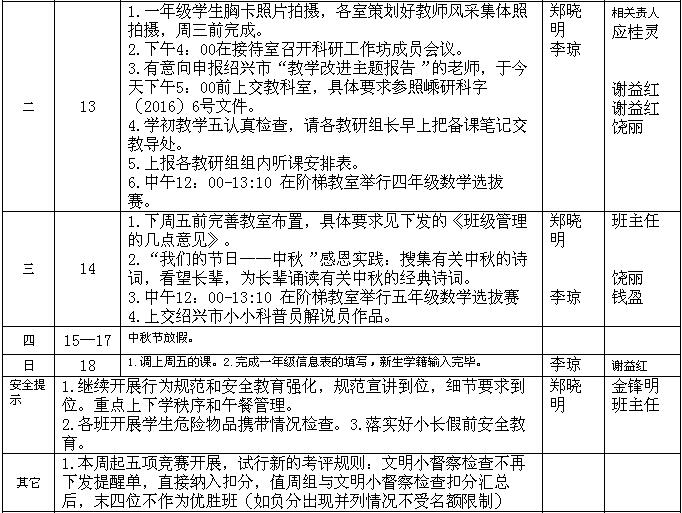 1.一年级学生胸卡照片拍摄，各室策划好教师风采集体照
拍摄，周三前完成。
2.下午4：00在接待室召开科研工作坊成员会议。
3.有意向申报绍兴市“教学改进主题报告”的老师，于今
天下午5：00前上交教科室，具体要求参照嵊研科字
（2016）6号文件。
4.学初教学五认真检查，请各教研组长早上把备课笔记交
教导处。
5.上报各教研组组内听课安排表。
6.中午12：00-13:10 在阶梯教室举行四年级数学选拔
赛。
二
13
郑晓
明
李琼
相关责人
应桂灵
谢益红
谢益红
饶丽
三
14
1.下周五前完善教室布置，具体要求见下发的《班级管理
的几点意见》。
2.“我们的节日——中秋”感恩实践：搜集有关中秋的诗
词，看望长辈，为长辈诵读有关中秋的经典诗词。
3.中午12：00-13:10 在阶梯教室举行五年级数学选拔赛
4.上交绍兴市小小科普员解说员作品。
郑晓
明
李琼
班主任
饶丽
钱盈
四
15—17
中秋节放假。
日
18
1.调上周五的课。2.完成一年级信息表的填写，新生学籍输入完毕。
李琼
谢益红
安全提
示
1.继续开展行为规范和安全教育强化，规范宣讲到位，细节要求到
位。重点上下学秩序和午餐管理。
2.各班开展学生危险物品携带情况检查。3.落实好小长假前安全教
育。
郑晓
明
金锋明
班主任
其它
1.本周起五项竞赛开展，试行新的考评规则：文明小督察检查不再
下发提醒单，直接纳入扣分，值周组与文明小督察检查扣分汇总
后，末四位不作为优胜班（如负分出现并列情况不受名额限制）